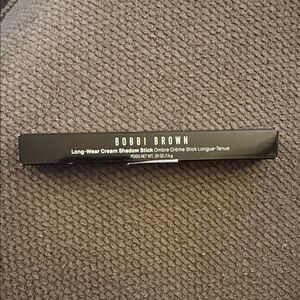 BOBBI BROWN
Long-Wear Cream Shadow Stick Ombre Crème Stick Longue-Tenue
POIDS NET WT. .05 OZ./1.6 g